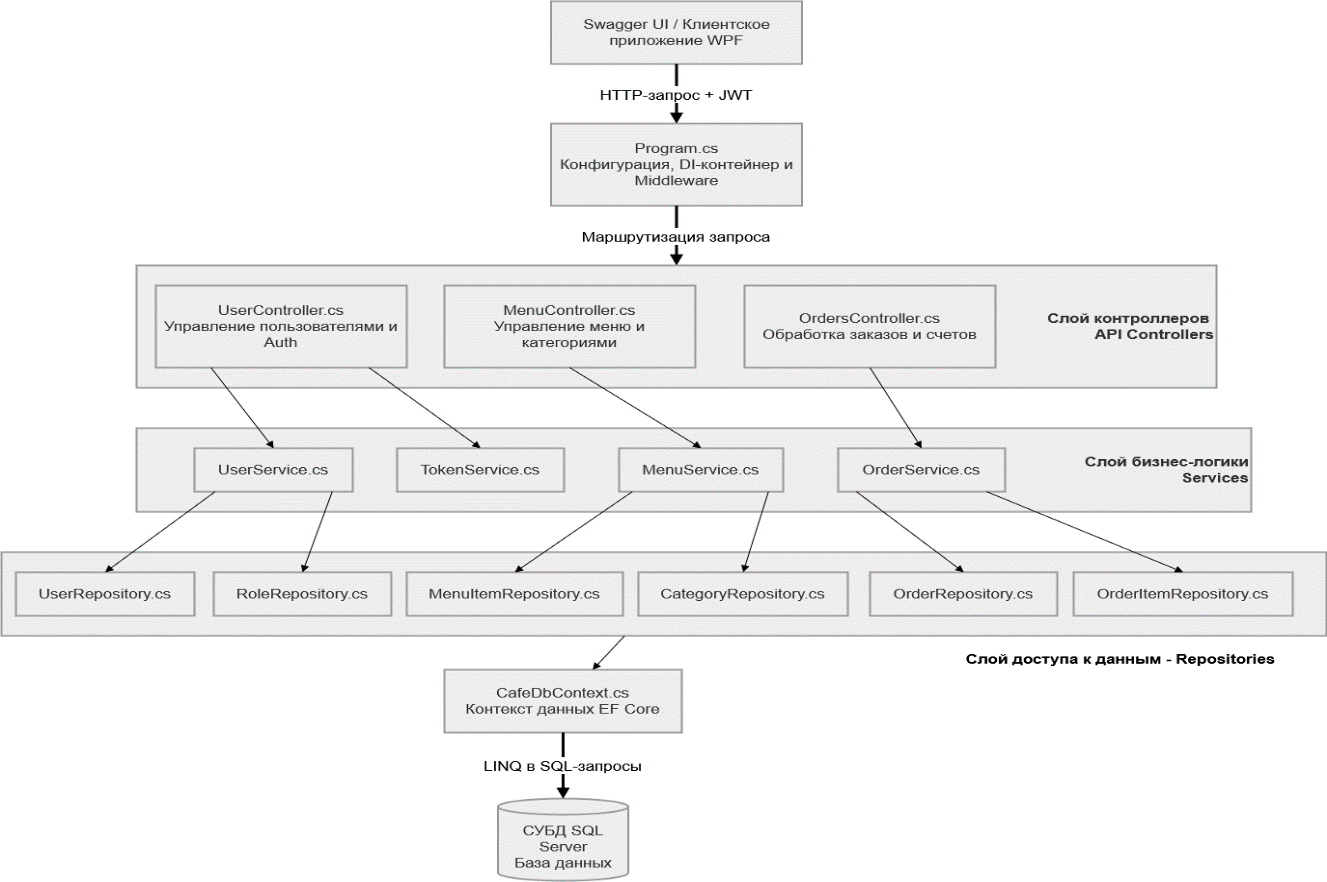 Swagger UI / Клиентское
приложение WPF
HTTP-запрос + JWT
Program.cs
Конфигурация, DI-контейнер и
Middleware
Маршрутизация запроса
UserController.cs
Управление пользователями и
Auth
MenuController.cs
Управление меню и
категориями
OrdersController.cs
Обработка заказов и счетов
Слой контроллеров
API Controllers
UserService.cs
TokenService.cs
MenuService.cs
OrderService.cs
Слой бизнес-логики
Services
UserRepository.cs
RoleRepository.cs
MenuItemRepository.cs
CategoryRepository.cs
OrderRepository.cs
OrderItemRepository.cs
Слой доступа к данным - Repositories
CafeDbContext.cs
Контекст данных EF Core
LINQ в SQL-запросы
СУБД SQL
Server
База данных